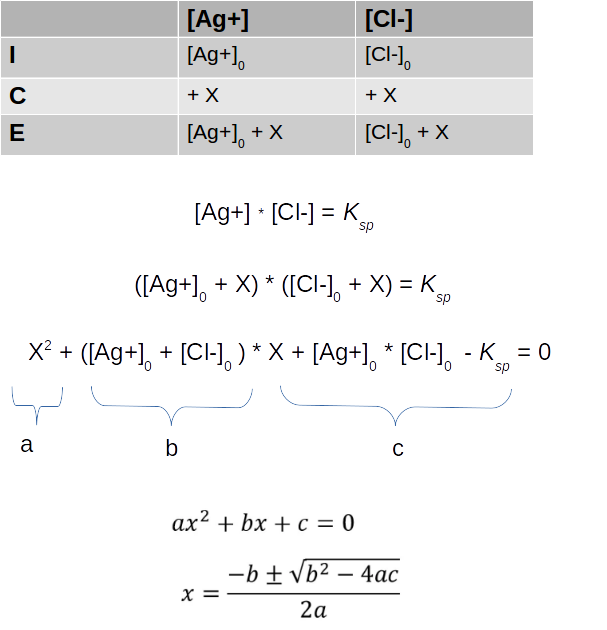 [Ag+] [Cl-]
I [Ag+]₀ [Cl-]₀
C + X + X
E [Ag+]₀ + X [Cl-]₀ + X
[Ag+] * [Cl-] = Kₛₚ
([Ag+]₀ + X) * ([Cl-]₀ + X) = Kₛₚ
X² + ([Ag+]₀ + [Cl-]₀ ) * X + [Ag+]₀ * [Cl-]₀ - Kₛₚ = 0
a b c
ax² + bx + c = 0
x = (−b ± √(b² − 4ac)) / 2a